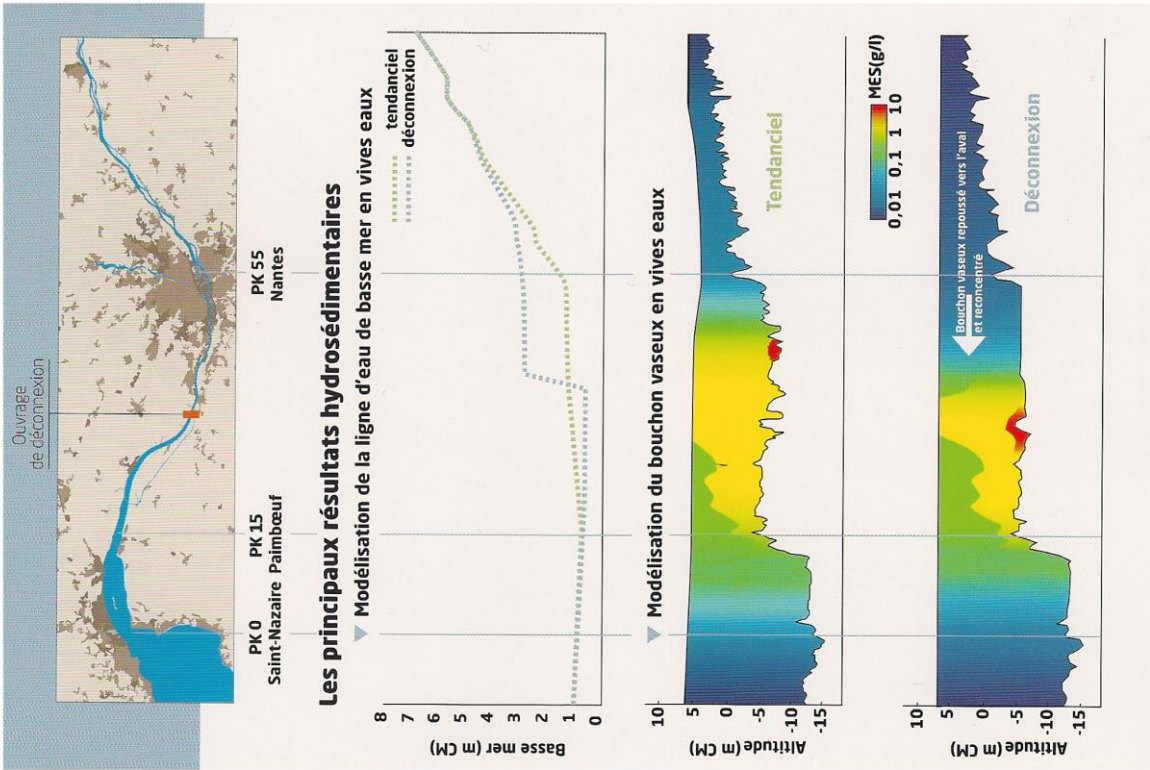 Ouvrage
de déconnexion
PK 0
Saint-Nazaire
PK 15
Paimbœuf
PK 55
Nantes
Les principaux résultats hydrosédimentaires
Modélisation de la ligne d'eau de basse mer en vives eaux
8
7
6
5
4
3
2
1
0
Basse mer (m CM)
tendanciel
déconnexion
Modélisation du bouchon vaseux en vives eaux
10
5
0
-5
-10
-15
Altitude (m CM)
Tendanciel
MES(g/l)
0,01 0,1 1 10
10
5
0
-5
-10
-15
Altitude (m CM)
Bouchon vaseux repoussé vers l'aval
et reconcentré
Déconnexion